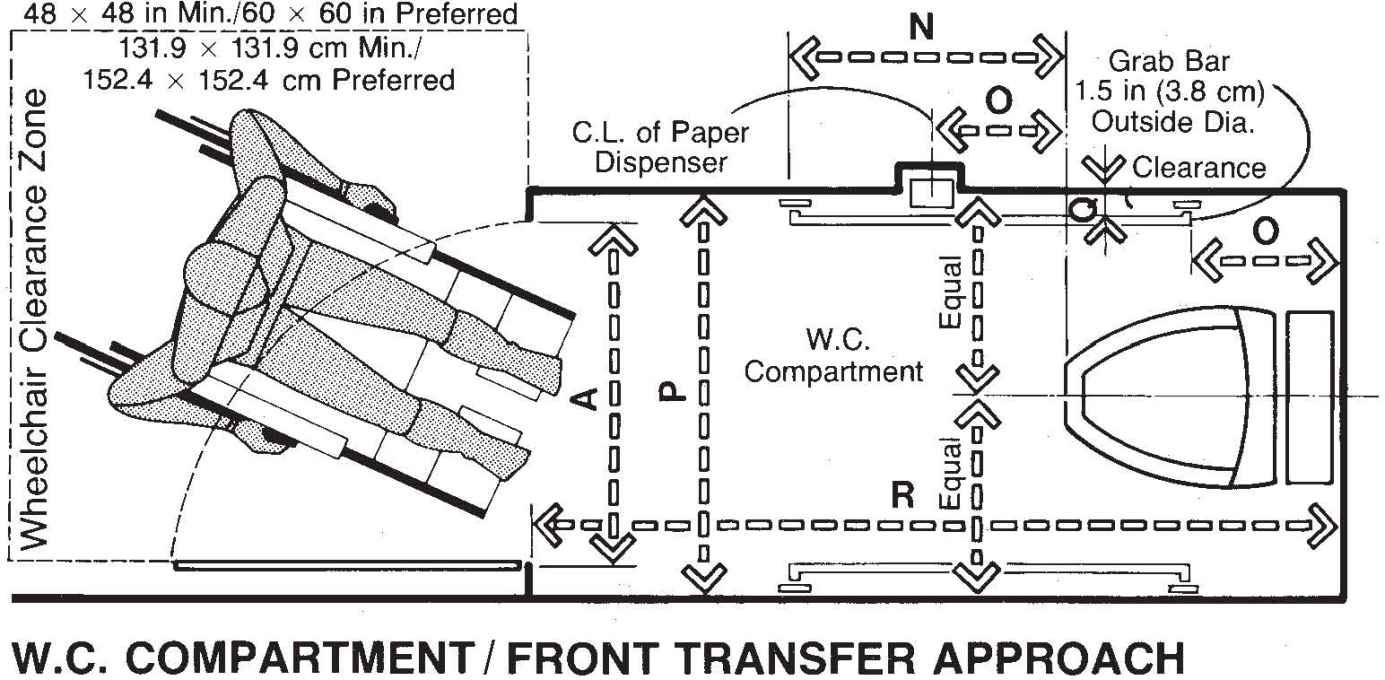 48 × 48 in Min./60 × 60 in Preferred
131.9 × 131.9 cm Min./
152.4 × 152.4 cm Preferred
Wheelchair Clearance Zone
N
O
C.L. of Paper
Dispenser
Grab Bar
1.5 in (3.8 cm)
Outside Dia.
Clearance
Q
O
A
P
Equal
W.C.
Compartment
R
Equal
W.C. COMPARTMENT / FRONT TRANSFER APPROACH